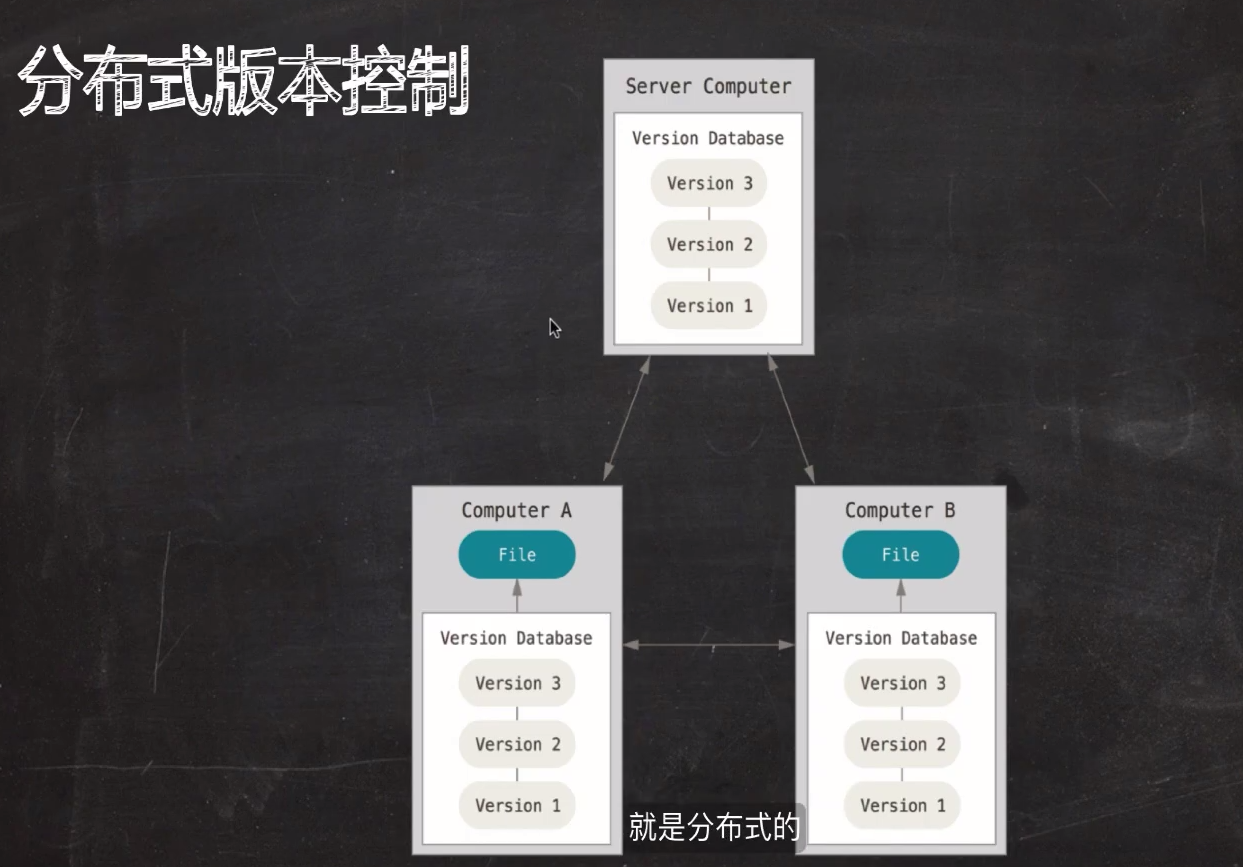 分布式版本控制
Server Computer
Version Database
Version 3
Version 2
Version 1
Computer A
File
Version Database
Version 3
Version 2
Version 1
Computer B
File
Version Database
Version 3
Version 2
Version 1
就是分布式的